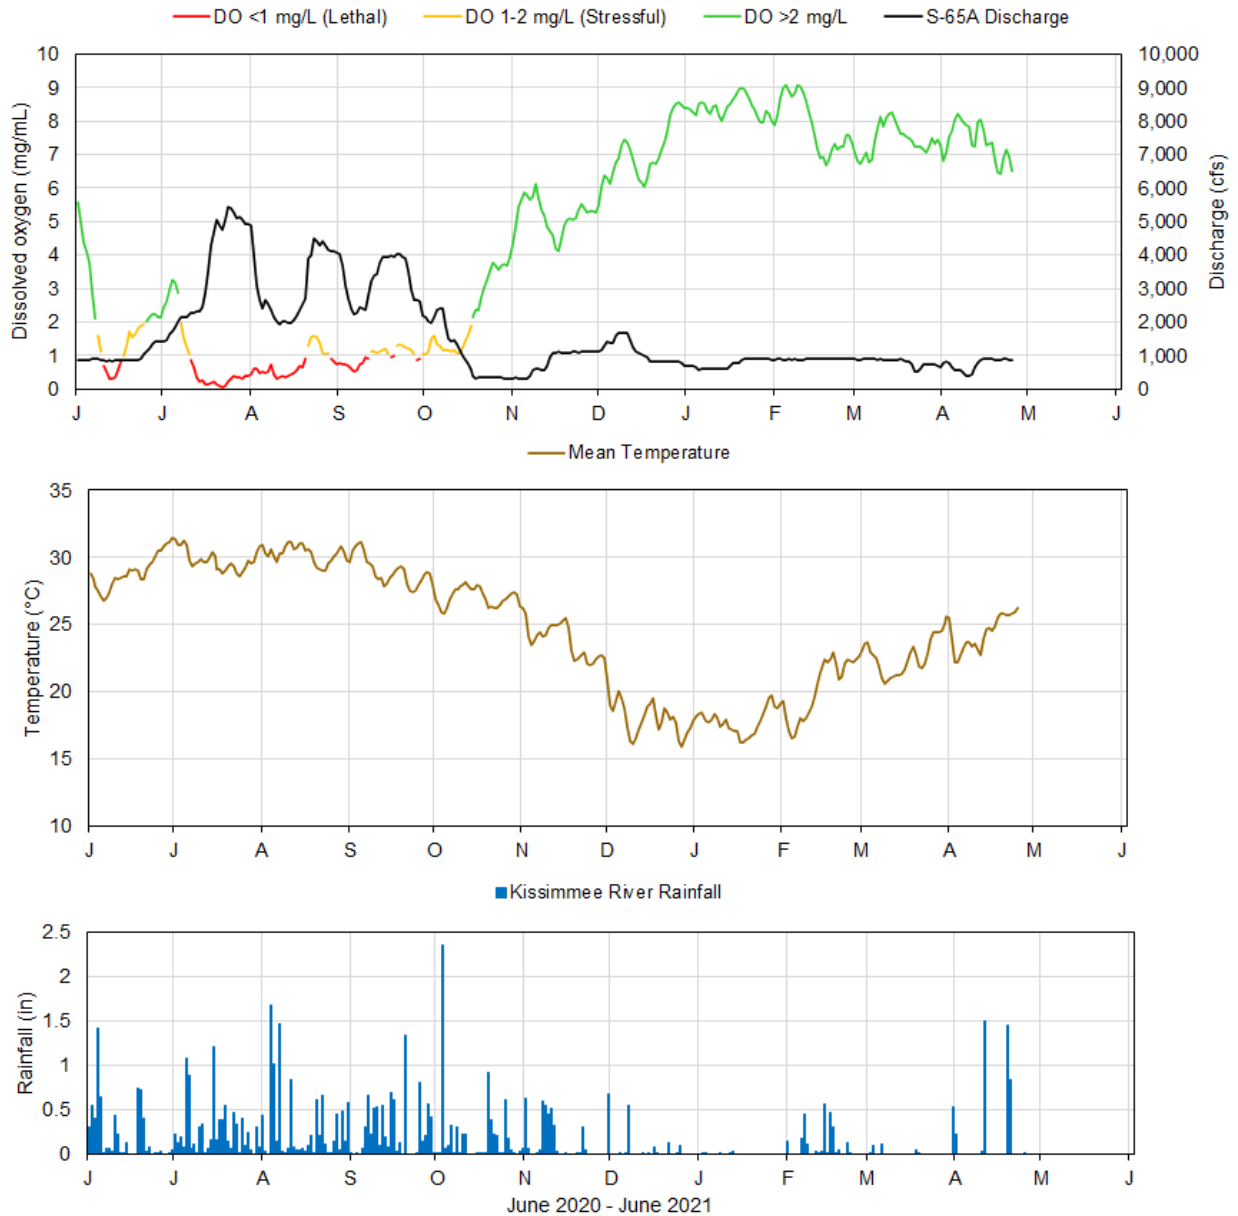 DO <1 mg/L (Lethal) DO 1-2 mg/L (Stressful) DO >2 mg/L S-65A Discharge
10 10,000
9 9,000
8 8,000
7 7,000
6 6,000
5 5,000
4 4,000
3 3,000
2 2,000
1 1,000
0 0
Dissolved oxygen (mg/mL)
Discharge (cfs)
J J A S O N D J F M A M J
Mean Temperature
35
30
25
20
15
10
Temperature (°C)
J J A S O N D J F M A M J
Kissimmee River Rainfall
2.5
2
1.5
1
0.5
0
Rainfall (in)
J J A S O N D J F M A M J
June 2020 - June 2021